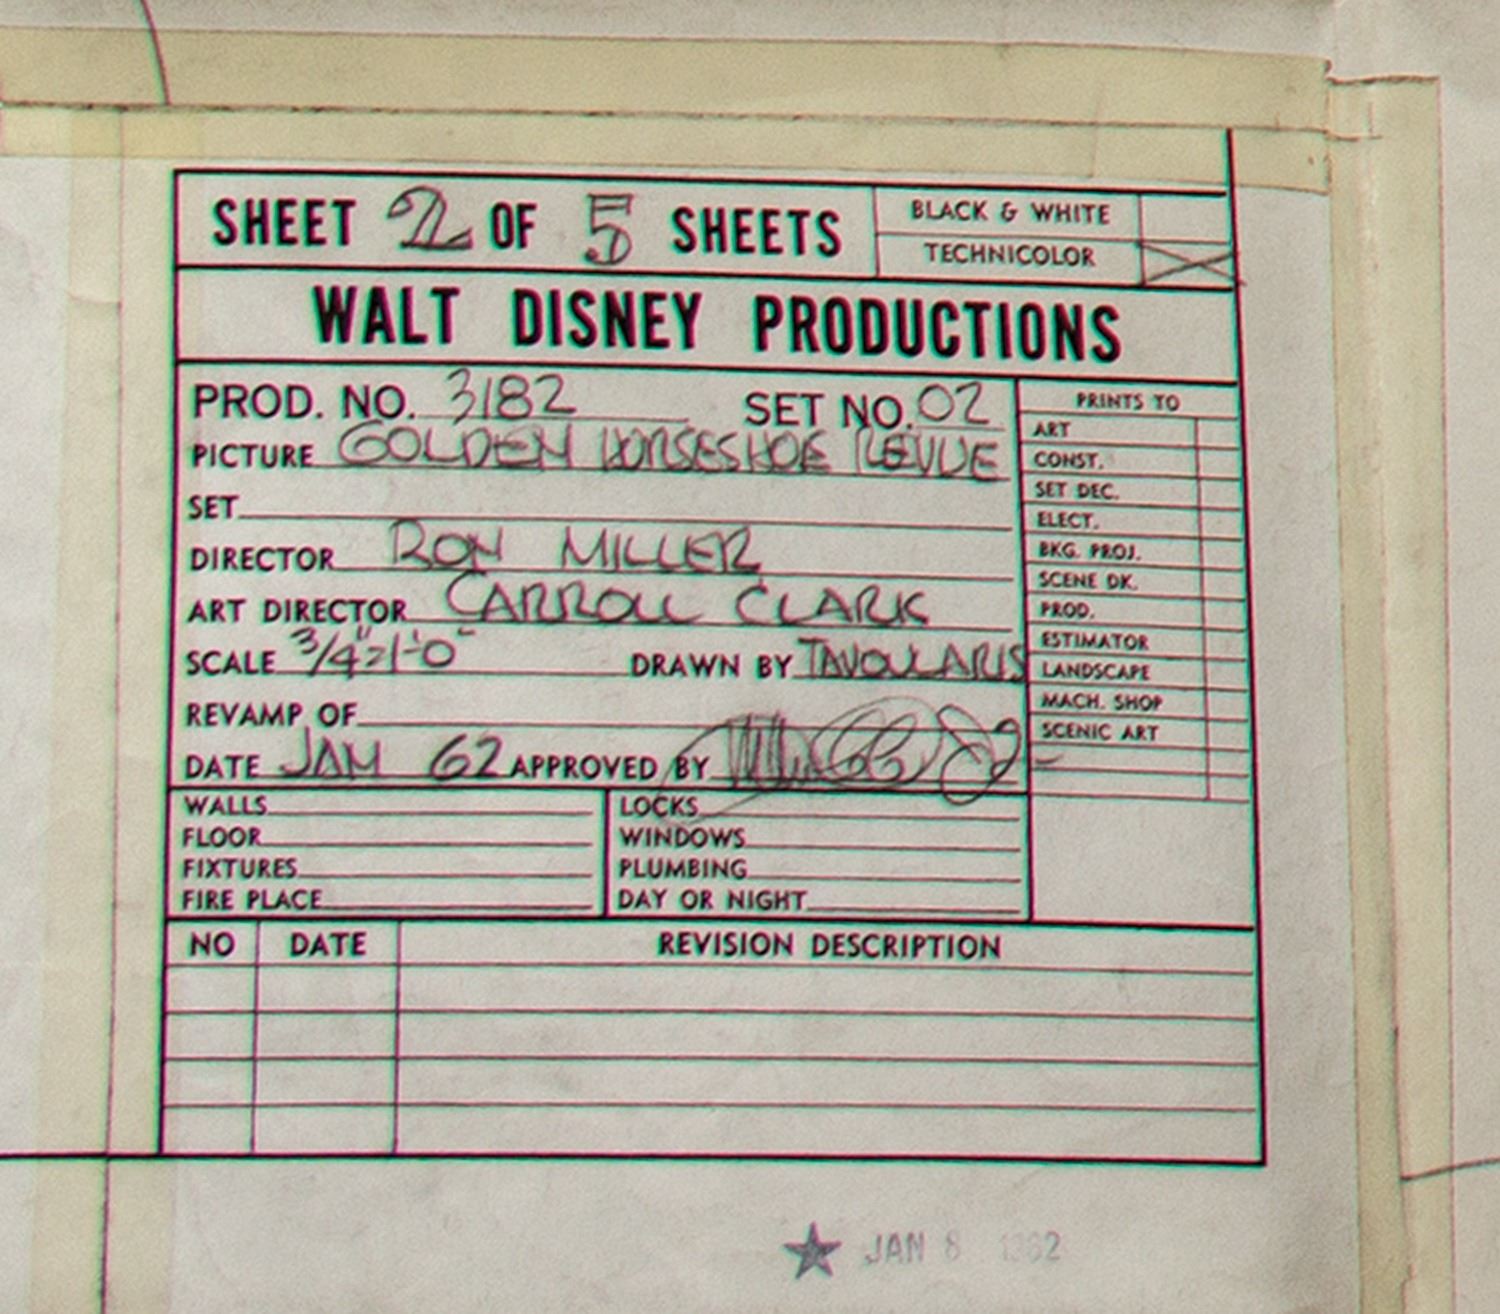 SHEET 2 OF 5 SHEETS
BLACK & WHITE
TECHNICOLOR
WALT DISNEY PRODUCTIONS
PROD. NO. 3182 SET NO. 02
PICTURE GOLDEN HORSESHOE REVUE
SET
DIRECTOR RON MILLER
ART DIRECTOR CARROLL CLARK
SCALE 3/4"=1'-0" DRAWN BY TAVOULARIS
REVAMP OF
DATE JAN 62 APPROVED BY
PRINTS TO
ART
CONST.
SET DEC.
ELECT.
BKG. PROJ.
SCENE DK.
PROD.
ESTIMATOR
LANDSCAPE
MACH. SHOP
SCENIC ART
WALLS
FLOOR
FIXTURES
FIRE PLACE
LOCKS
WINDOWS
PLUMBING
DAY OR NIGHT
NO DATE REVISION DESCRIPTION
JAN 8 1962